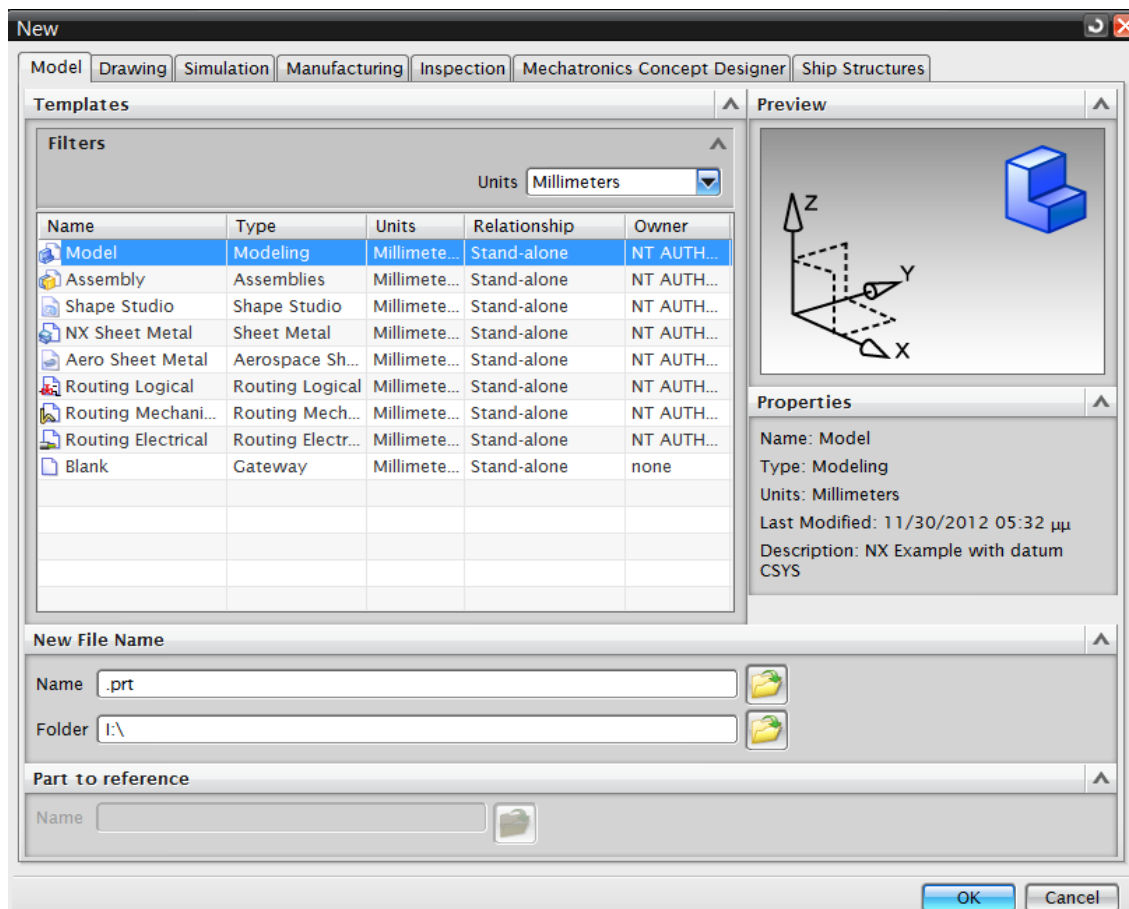 New
Model Drawing Simulation Manufacturing Inspection Mechatronics Concept Designer Ship Structures
Templates
Filters
Units Millimeters
Name Type Units Relationship Owner
Model Modeling Millimete... Stand-alone NT AUTH...
Assembly Assemblies Millimete... Stand-alone NT AUTH...
Shape Studio Shape Studio Millimete... Stand-alone NT AUTH...
NX Sheet Metal Sheet Metal Millimete... Stand-alone NT AUTH...
Aero Sheet Metal Aerospace Sh... Millimete... Stand-alone NT AUTH...
Routing Logical Routing Logical Millimete... Stand-alone NT AUTH...
Routing Mechani... Routing Mech... Millimete... Stand-alone NT AUTH...
Routing Electrical Routing Electr... Millimete... Stand-alone NT AUTH...
Blank Gateway Millimete... Stand-alone none
Preview
Z
Y
X
Properties
Name: Model
Type: Modeling
Units: Millimeters
Last Modified: 11/30/2012 05:32 μμ
Description: NX Example with datum
CSYS
New File Name
Name .prt
Folder I:\
Part to reference
Name
OK Cancel